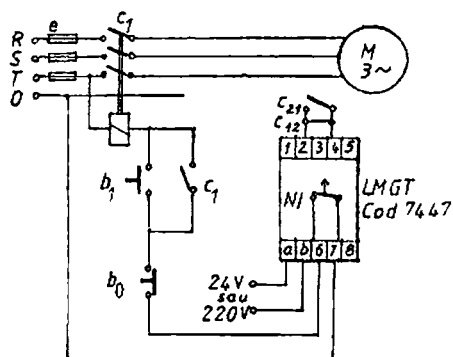 e
c1
R
S
T
O
M
3~
c21
c12
1 2 3 4 5
b1
c1
NI
LMGT
Cod 7447
a b 6 7 8
b0
24V
sau
220V